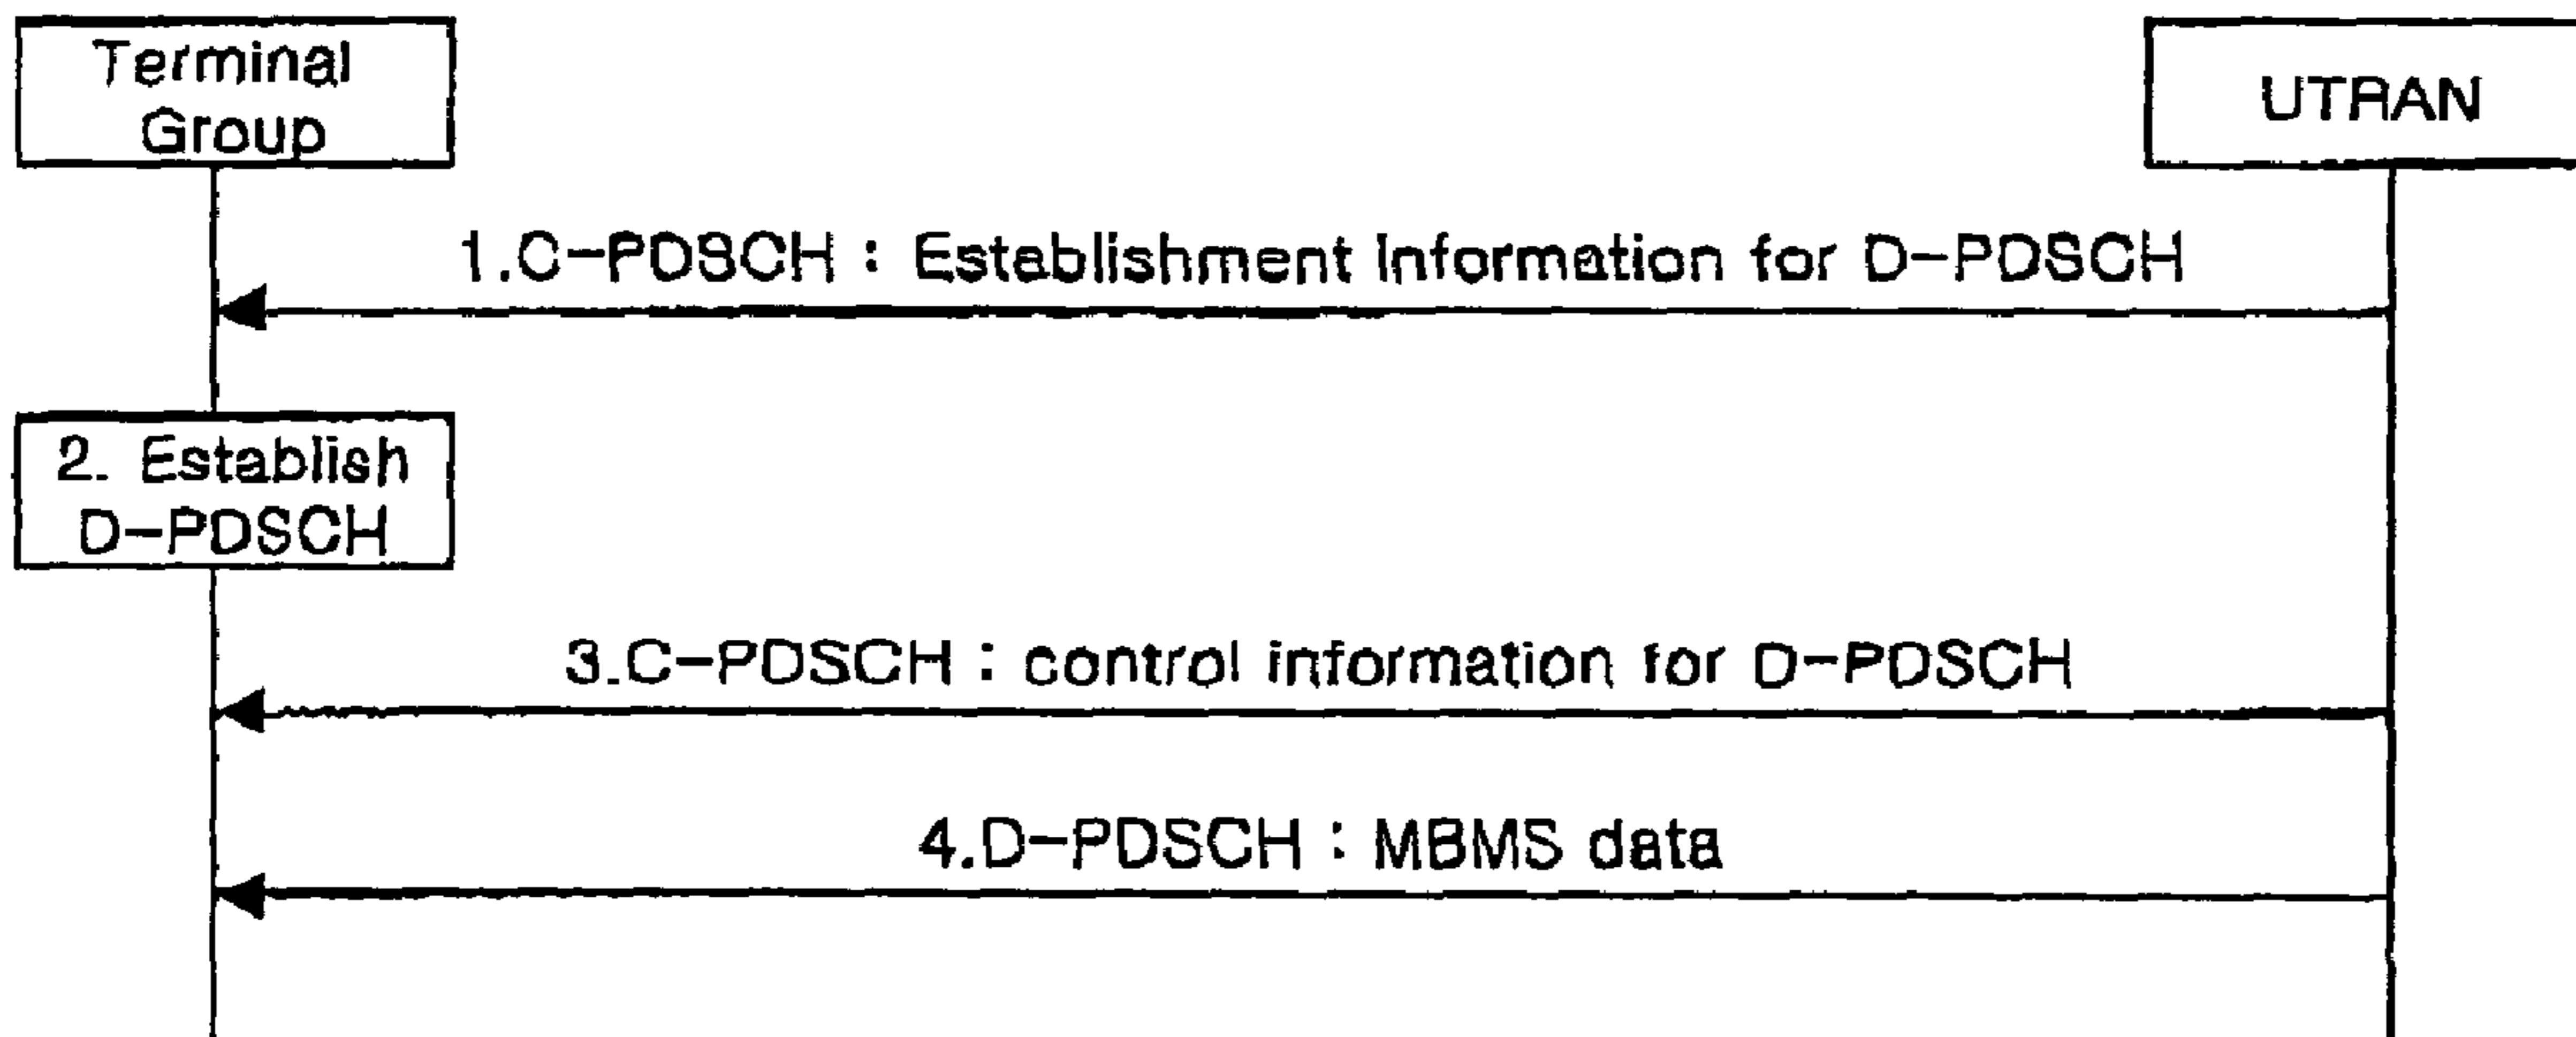 Terminal
Group
UTRAN
1.C-PDSCH : Establishment Information for D-PDSCH
2. Establish
D-PDSCH
3.C-PDSCH : control information for D-PDSCH
4.D-PDSCH : MBMS data